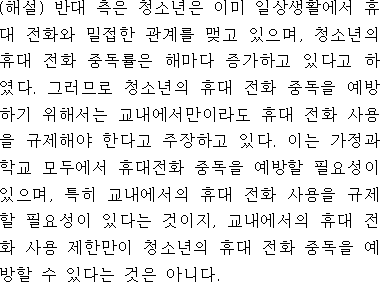 (해설) 반대 측은 청소년은 이미 일상생활에서 휴
대 전화와 밀접한 관계를 맺고 있으며, 청소년의
휴대 전화 중독률은 해마다 증가하고 있다고 하
였다. 그러므로 청소년의 휴대 전화 중독을 예방
하기 위해서는 교내에서만이라도 휴대 전화 사용
을 규제해야 한다고 주장하고 있다. 이는 가정과
학교 모두에서 휴대전화 중독을 예방할 필요성이
있으며, 특히 교내에서의 휴대 전화 사용을 규제
할 필요성이 있다는 것이지, 교내에서의 휴대 전
화 사용 제한만이 청소년의 휴대 전화 중독을 예
방할 수 있다는 것은 아니다.